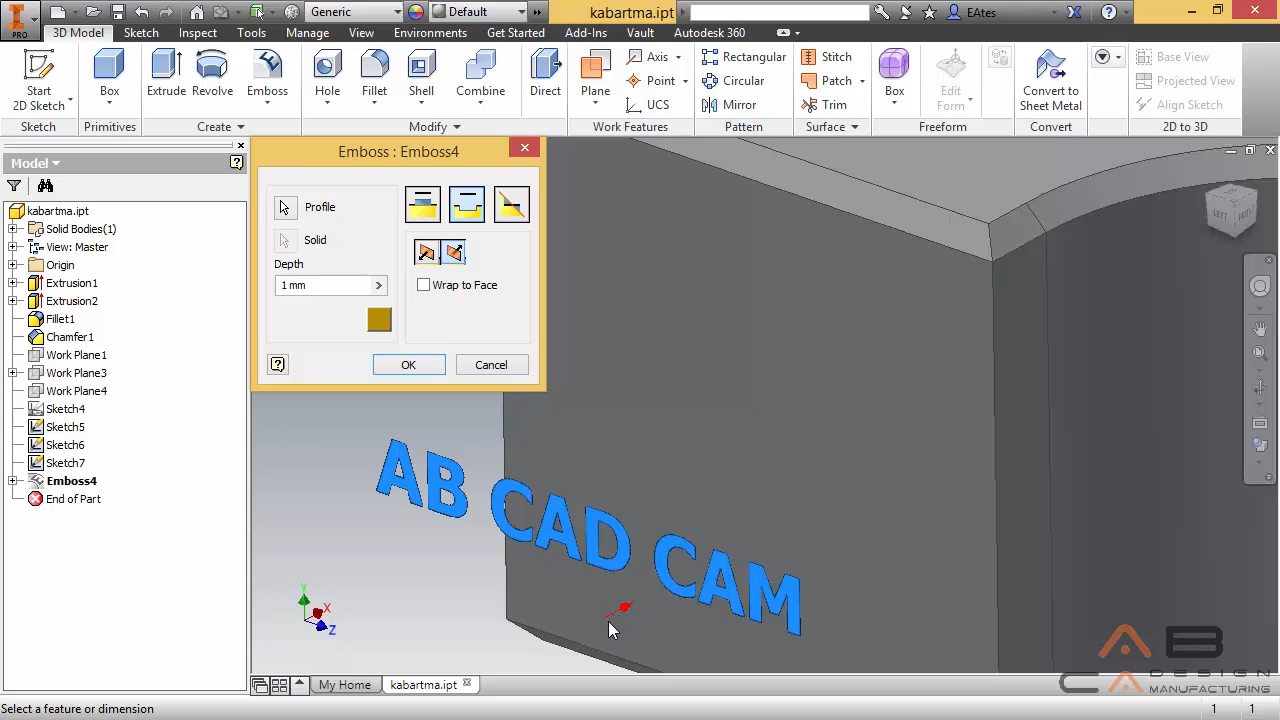 PRO
Generic
Default
kabartma.ipt
EAtes
3D Model Sketch Inspect Tools Manage View Environments Get Started Add-Ins Vault Autodesk 360
Start
2D Sketch
Box
Extrude
Revolve
Emboss
Hole
Fillet
Shell
Combine
Direct
Plane
Axis
Point
UCS
Rectangular
Circular
Mirror
Stitch
Patch
Trim
Box
Edit
Form
Convert to
Sheet Metal
Base View
Projected View
Align Sketch
Sketch Primitives Create Modify Work Features Pattern Surface Freeform Convert 2D to 3D
Model
kabartma.ipt
Solid Bodies(1)
View: Master
Origin
Extrusion1
Extrusion2
Fillet1
Chamfer1
Work Plane1
Work Plane3
Work Plane4
Sketch4
Sketch5
Sketch6
Sketch7
Emboss4
End of Part
Emboss : Emboss4
Profile
Solid
Depth
1 mm
Wrap to Face
OK
Cancel
LEFT
AB CAD CAM
Y
X
Z
AB
CA DESIGN
MANUFACTURING
My Home
kabartma.ipt
Select a feature or dimension
1 1